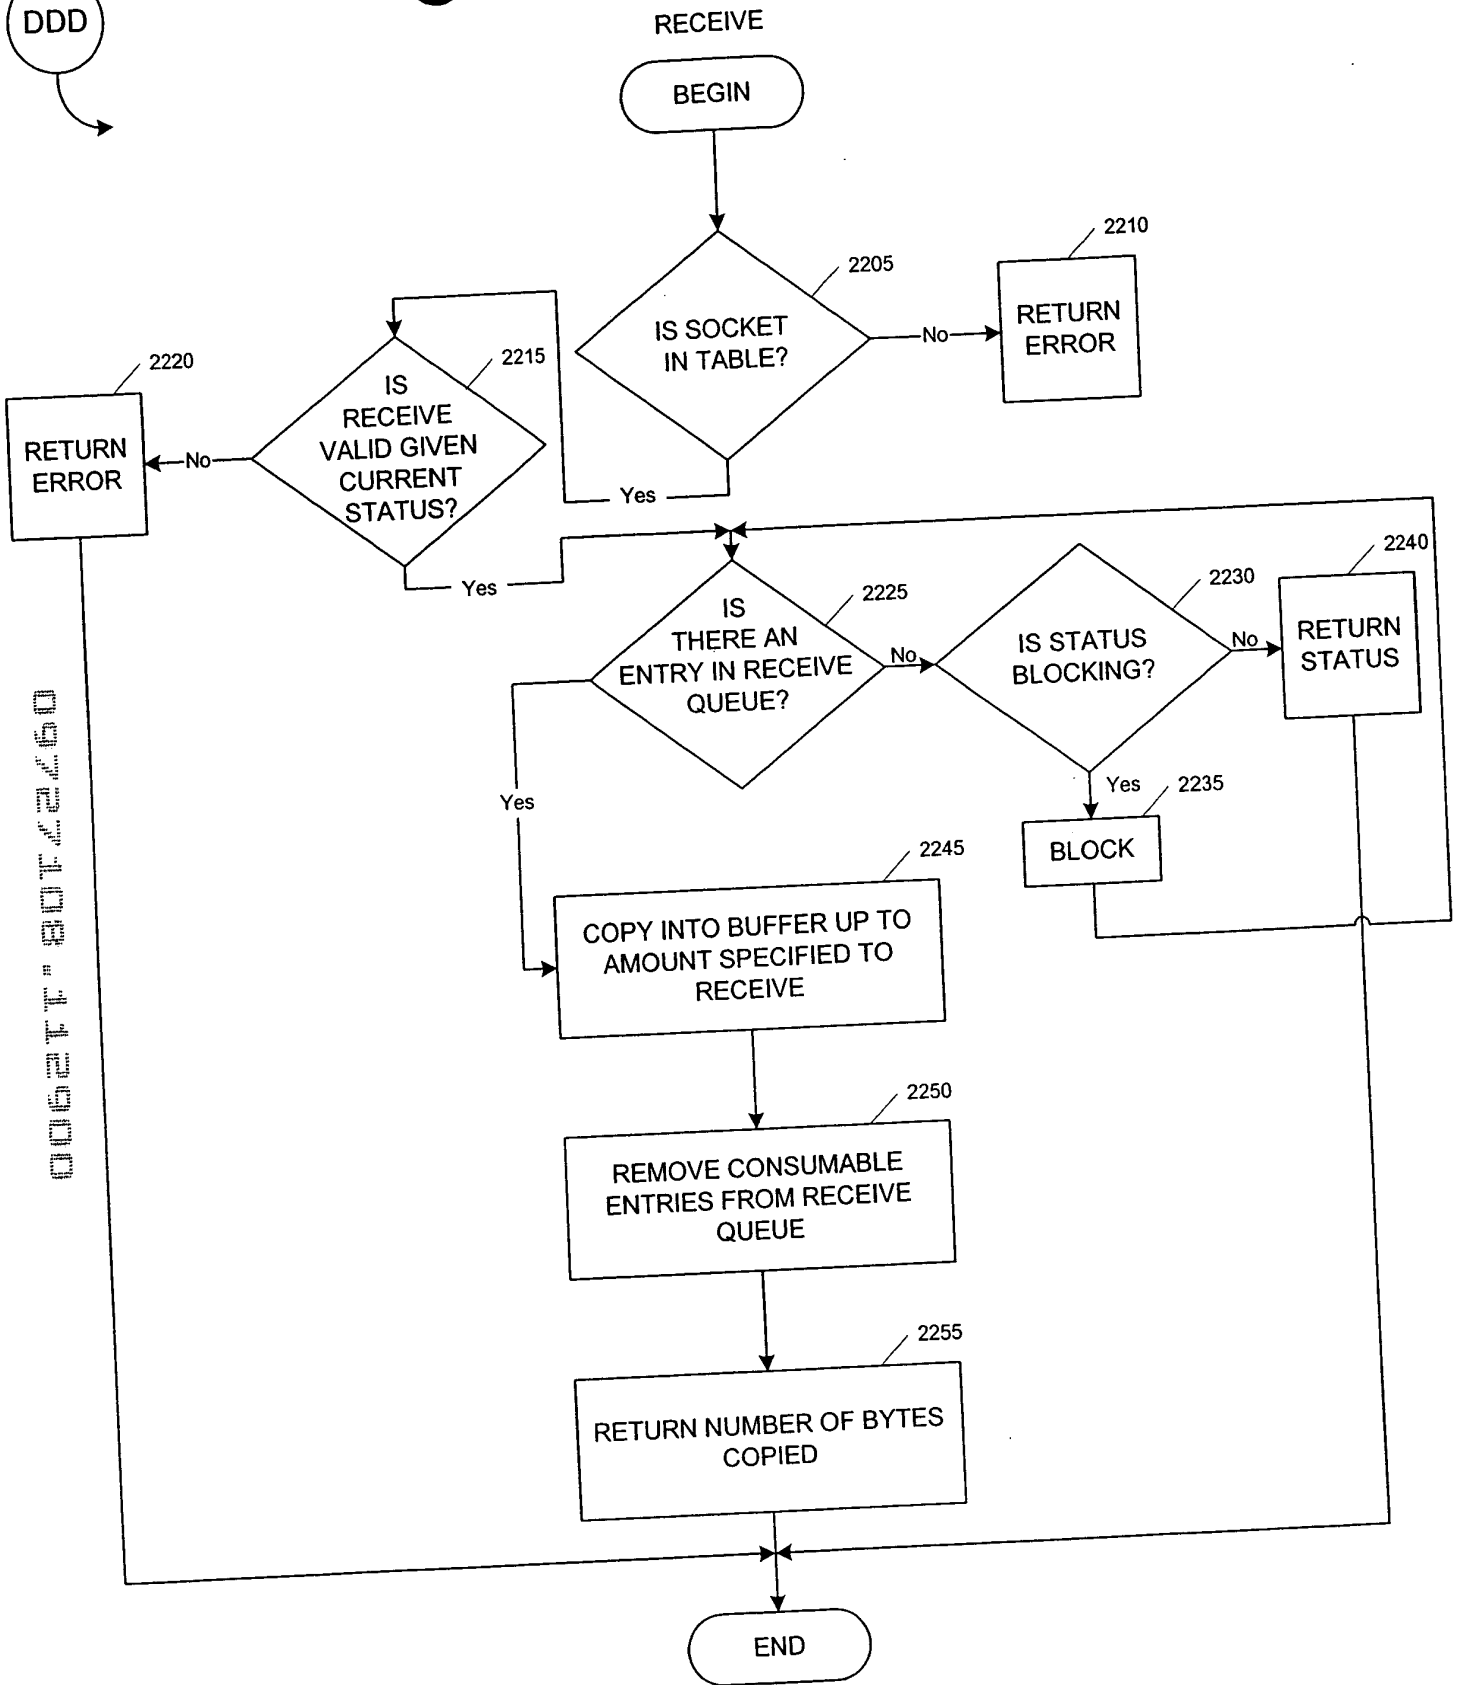 DDD
RECEIVE
BEGIN
2205
IS SOCKET
IN TABLE?
No
2210
RETURN
ERROR
Yes
2215
IS
RECEIVE
VALID GIVEN
CURRENT
STATUS?
No
2220
RETURN
ERROR
Yes
2225
IS
THERE AN
ENTRY IN RECEIVE
QUEUE?
No
2230
IS STATUS
BLOCKING?
No
2240
RETURN
STATUS
Yes
2235
BLOCK
Yes
2245
COPY INTO BUFFER UP TO
AMOUNT SPECIFIED TO
RECEIVE
2250
REMOVE CONSUMABLE
ENTRIES FROM RECEIVE
QUEUE
2255
RETURN NUMBER OF BYTES
COPIED
END
09727108.112900